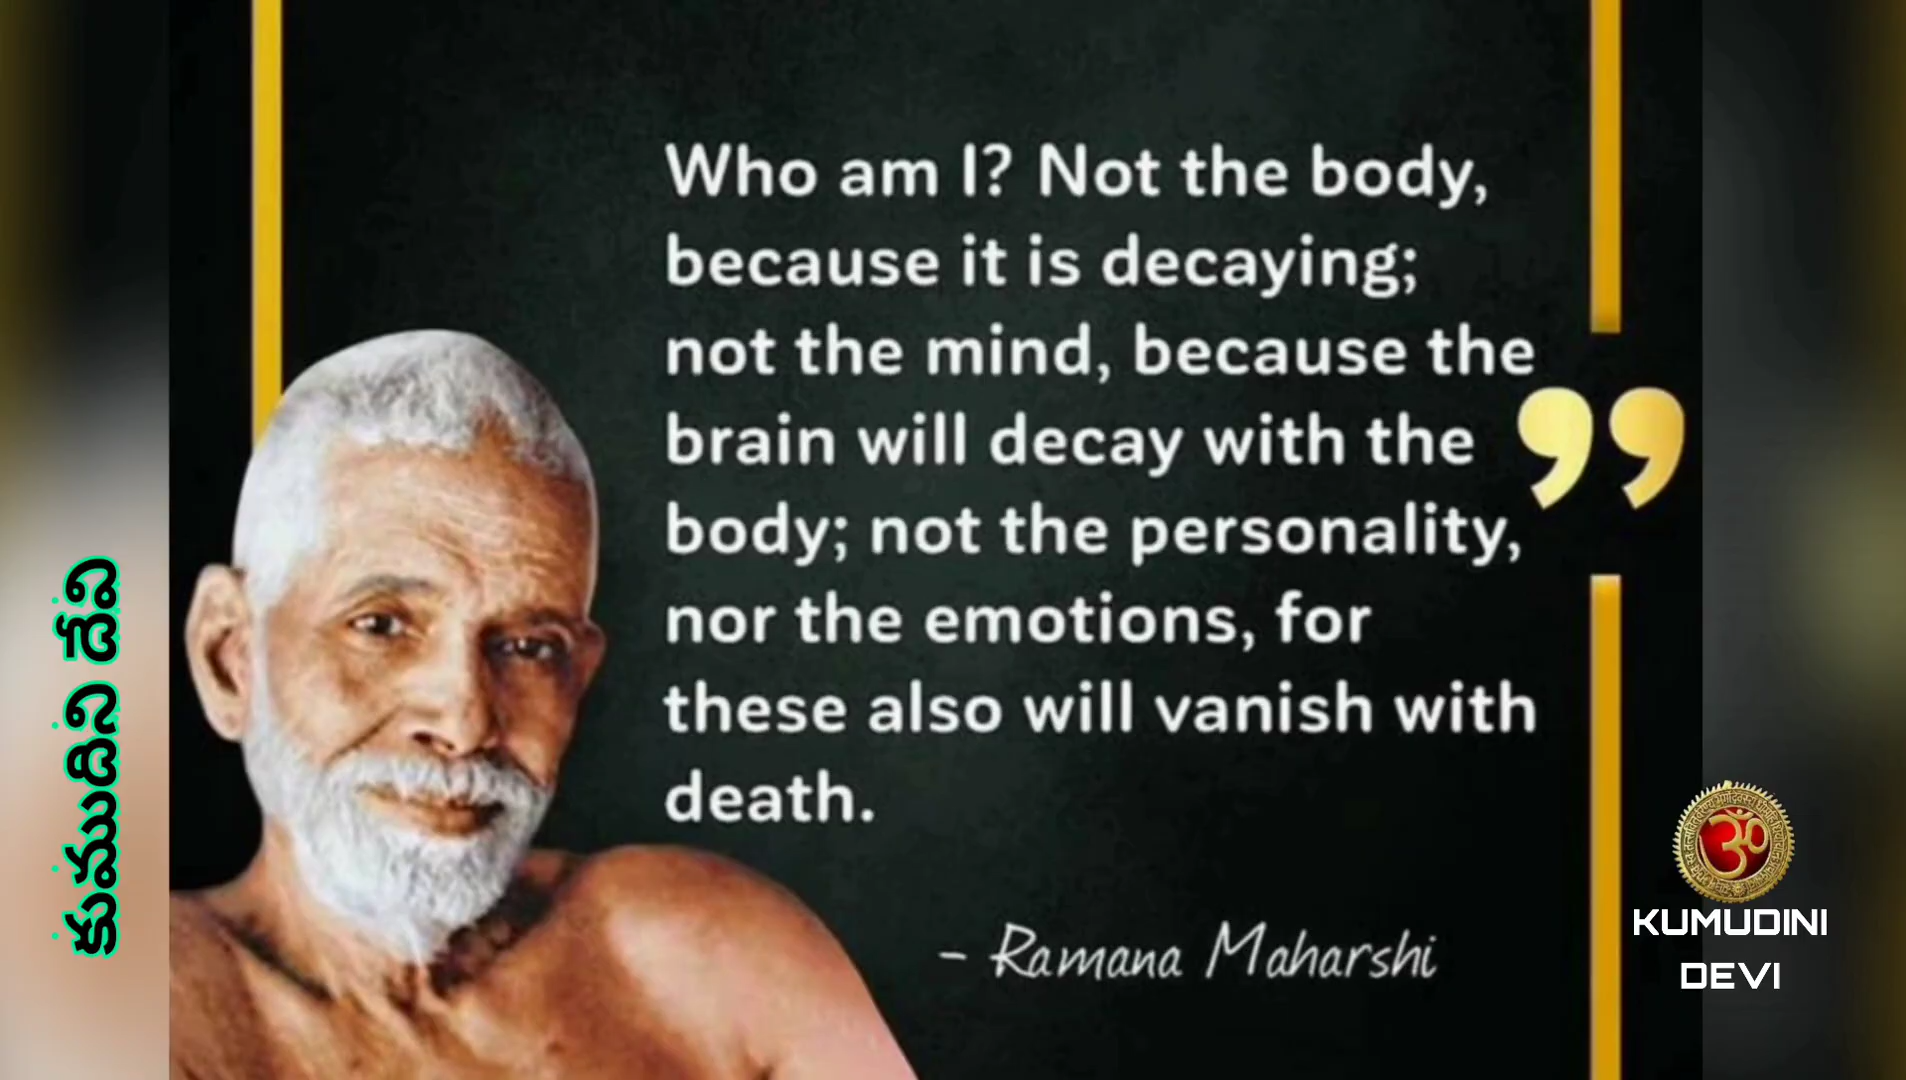 Who am I? Not the body,
because it is decaying;
not the mind, because the
brain will decay with the
body; not the personality,
nor the emotions, for
these also will vanish with
death.
”
- Ramana Maharshi
కుముదిని దేవి
ॐ
KUMUDINI
DEVI